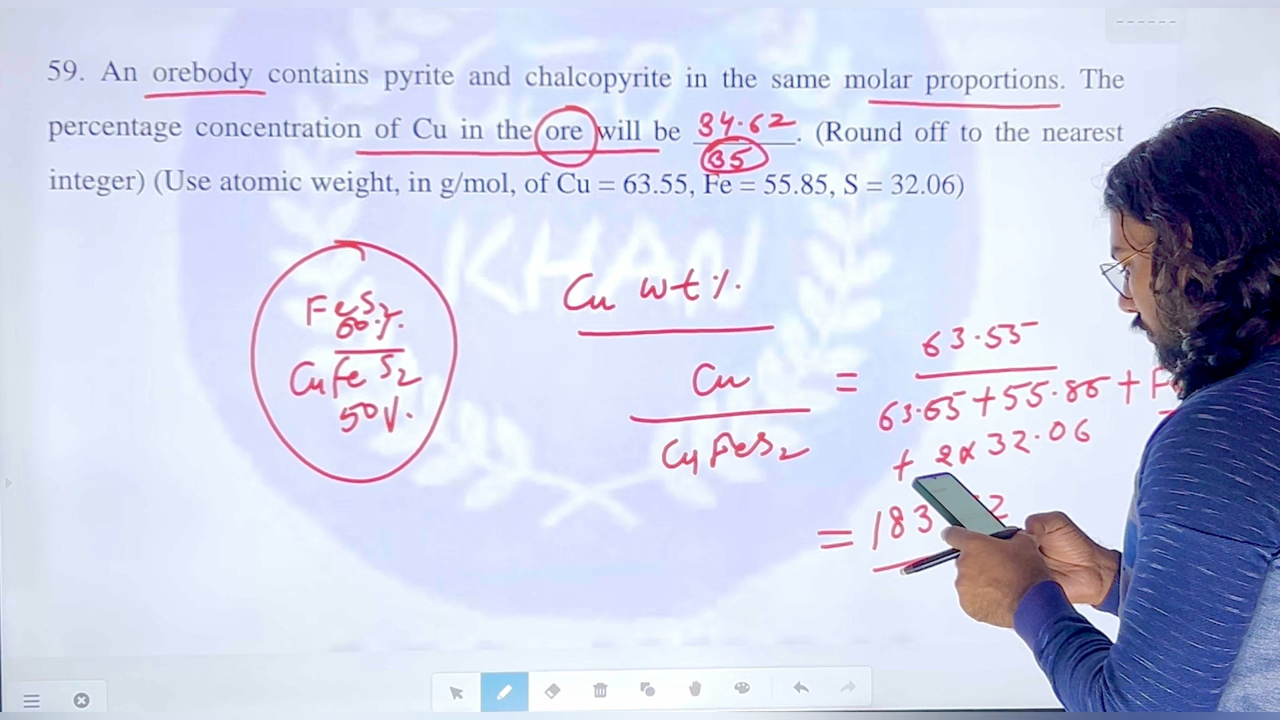 59. An orebody contains pyrite and chalcopyrite in the same molar proportions. The
percentage concentration of Cu in the ore will be 34.62. (Round off to the nearest
35
integer) (Use atomic weight, in g/mol, of Cu = 63.55, Fe = 55.85, S = 32.06)
KHAN
FeS2
50%.
CuFeS2
50%.
Cu wt%.
Cu
CuFeS2
= 63.55
63.55+55.85+
+ 2x32.06
= 183